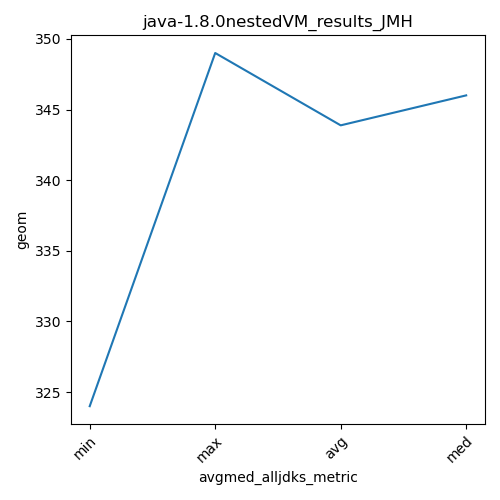 java-1.8.0nestedVM_results_JMH
350
345
340
335
330
325
geom
min
max
avg
med
avgmed_alljdks_metric